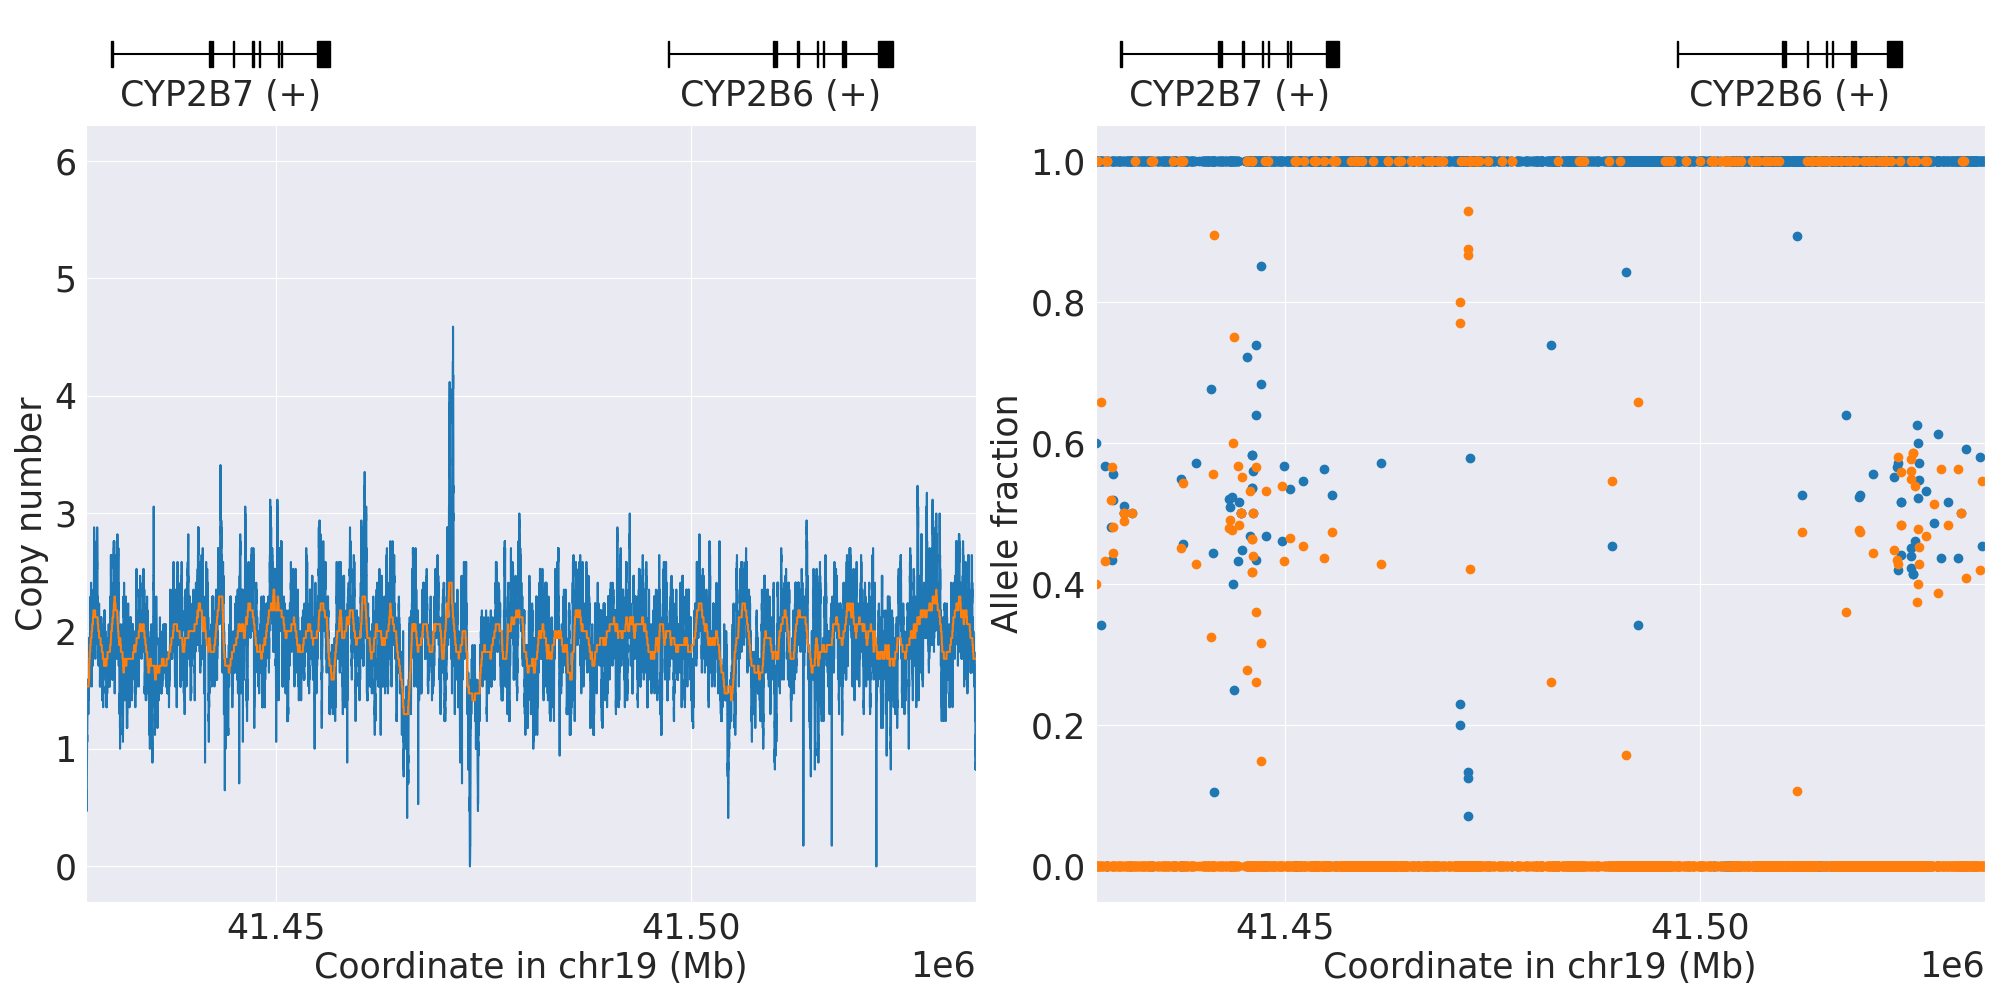 CYP2B7 (+)
CYP2B6 (+)
CYP2B7 (+)
CYP2B6 (+)
Copy number
6
5
4
3
2
1
0
41.45
41.50
Coordinate in chr19 (Mb)
1e6
Allele fraction
1.0
0.8
0.6
0.4
0.2
0.0
41.45
41.50
Coordinate in chr19 (Mb)
1e6